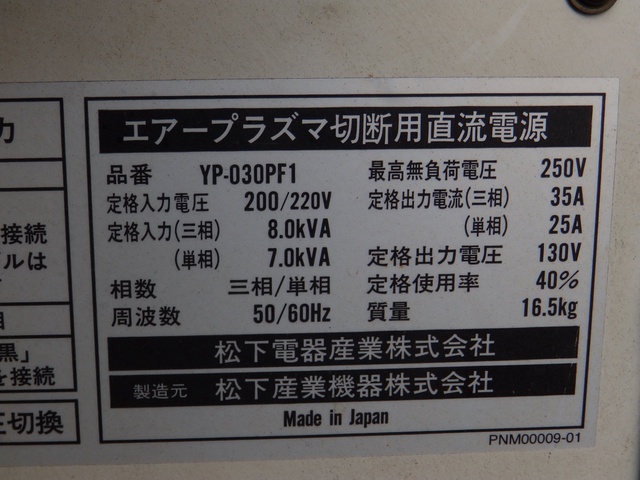 エアープラズマ切断用直流電源
品番 YP-030PF1
定格入力電圧 200/220V
定格入力(三相) 8.0kVA
(単相) 7.0kVA
相数 三相/単相
周波数 50/60Hz
最高無負荷電圧 250V
定格出力電流(三相) 35A
(単相) 25A
定格出力電圧 130V
定格使用率 40%
質量 16.5kg
松下電器産業株式会社
製造元 松下産業機器株式会社
Made in Japan
PNM00009-01
力
接続
ルは
相
黒」
を接続
圧切換